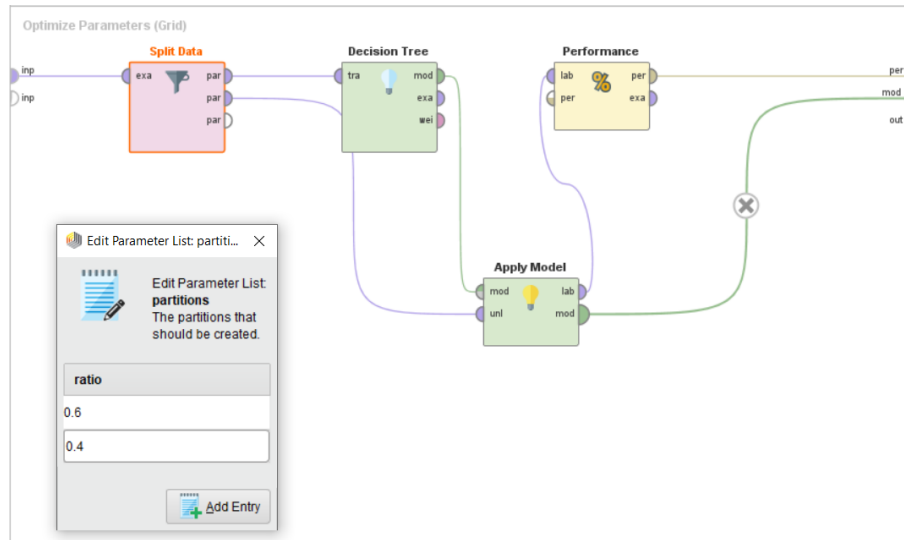 Optimize Parameters (Grid)
Split Data
Decision Tree
Performance
inp
inp
exa
par
par
par
tra
mod
exa
wei
lab
per
per
exa
per
mod
out
Apply Model
mod
unl
lab
mod
Edit Parameter List: partiti...
Edit Parameter List:
partitions
The partitions that
should be created.
ratio
0.6
0.4
Add Entry